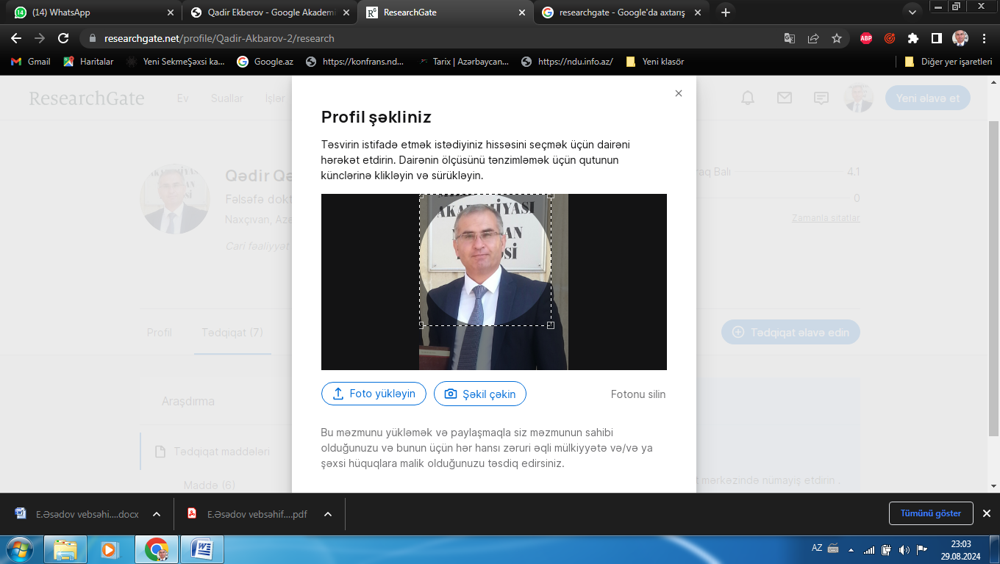 (14) WhatsApp
Qadir Ekberov - Google Akademi
ResearchGate
researchgate - Google'da axtarış
researchgate.net/profile/Qadir-Akbarov-2/research
Gmail
Haritalar
Yeni SekmeŞəxsi ka...
Google.az
https://konfrans.nd...
Tarix | Azərbaycan...
https://ndu.info.az/
Yeni klasör
Diğer yer işaretleri
ResearchGate
Ev
Suallar
İşlər
Yeni əlavə et
Profil şəkliniz
Təsvirin istifadə etmək istədiyiniz hissəsini seçmək üçün dairəni
hərəkət etdirin. Dairənin ölçüsünü tənzimləmək üçün qutunun
künclərinə klikləyin və sürükləyin.
Qədir Qə
Fəlsəfə dokt
Naxçıvan, Azə
Cari fəaliyyət
raq Balı
4.1
0
Zamanla sitatlar
AKADEMİYASI
AN
Profil
Tədqiqat (7)
Tədqiqat əlavə edin
Foto yükləyin
Şəkil çəkin
Fotonu silin
Bu məzmunu yükləmək və paylaşmaqla siz məzmunun sahibi
olduğunuzu və bunun üçün hər hansı zəruri əqli mülkiyyətə və/və ya
şəxsi hüquqlara malik olduğunuzu təsdiq edirsiniz.
Araşdırma
Tədqiqat maddələri
Maddə (6)
t mərkəzində nümayiş etdirin .
E.Əsədov vebsəhi....docx
E.Əsədov vebsəhif....pdf
Tümünü göster
AZ
23:03
29.08.2024